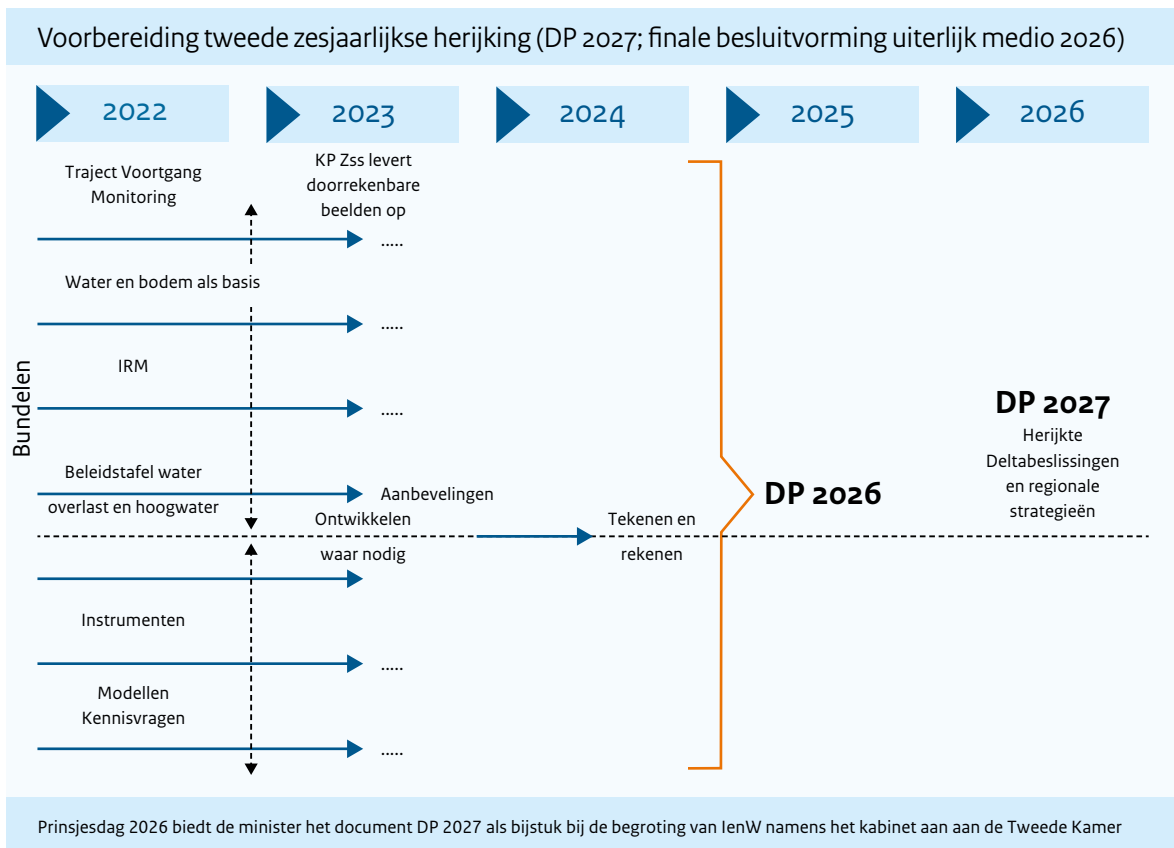 Voorbereiding tweede zesjaarlijkse herijking (DP 2027; finale besluitvorming uiterlijk medio 2026)
2022
2023
2024
2025
2026
Traject Voortgang
Monitoring
KP Zss levert
doorrekenbare
beelden op
.....
Water en bodem als basis
.....
IRM
.....
Bundelen
Beleidstafel water
overlast en hoogwater
Aanbevelingen
Ontwikkelen
waar nodig
Tekenen en
rekenen
DP 2026
DP 2027
Herijkte
Deltabeslissingen
en regionale
strategieën
Instrumenten
.....
Modellen
Kennisvragen
.....
Prinsjesdag 2026 biedt de minister het document DP 2027 als bijstuk bij de begroting van IenW namens het kabinet aan aan de Tweede Kamer